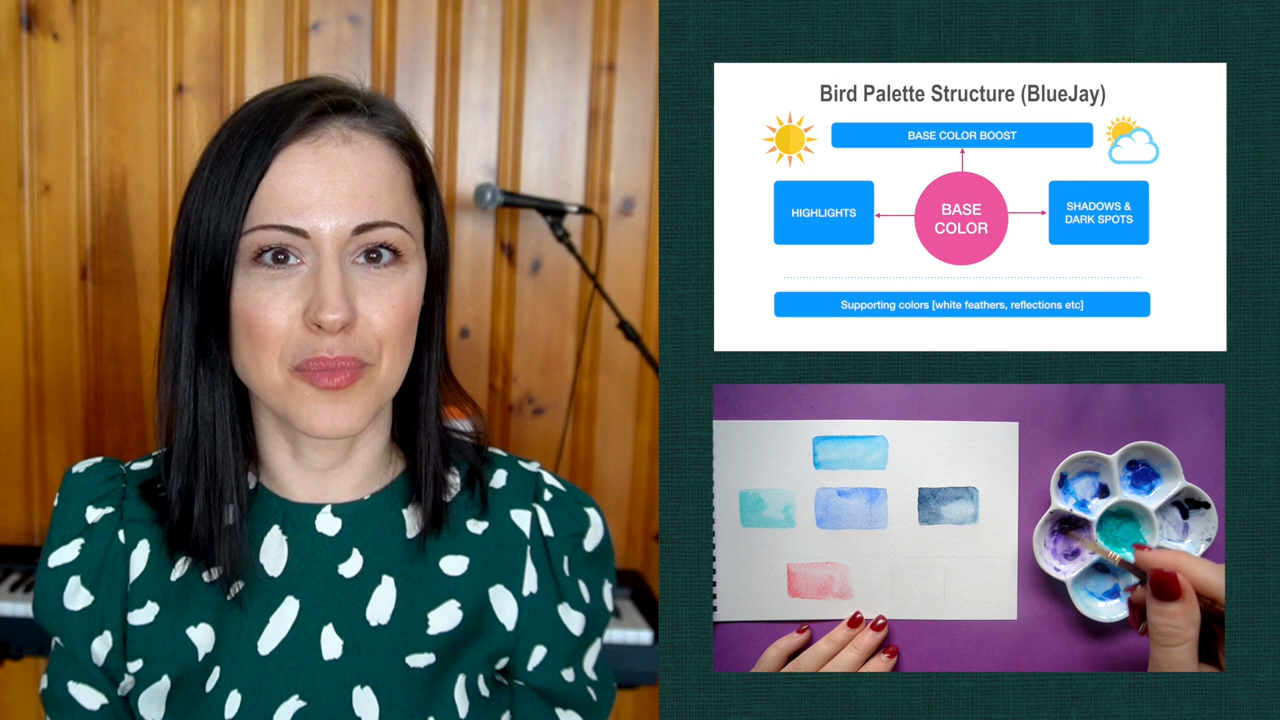 Bird Palette Structure (BlueJay)
BASE COLOR BOOST
HIGHLIGHTS
BASE
COLOR
SHADOWS &
DARK SPOTS
Supporting colors [white feathers, reflections etc]